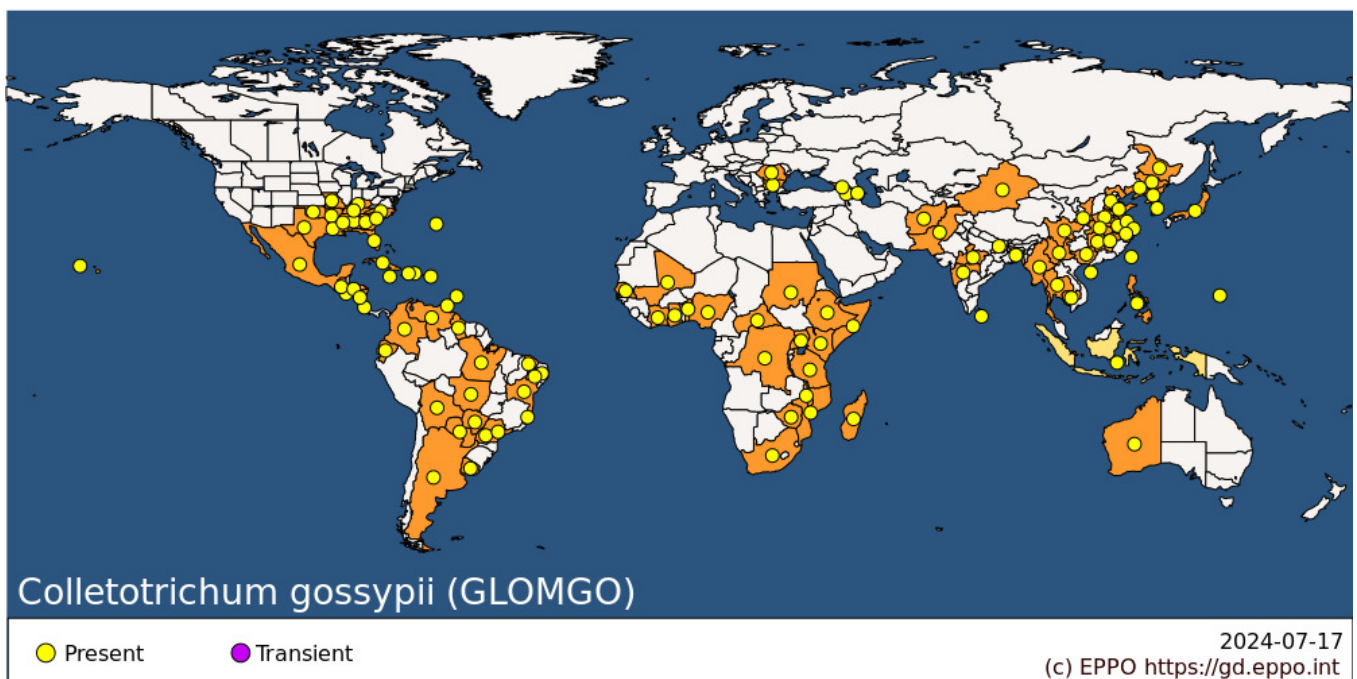 Colletotrichum gossypii (GLOMGO)
Present
Transient
2024-07-17
(c) EPPO https://gd.eppo.int